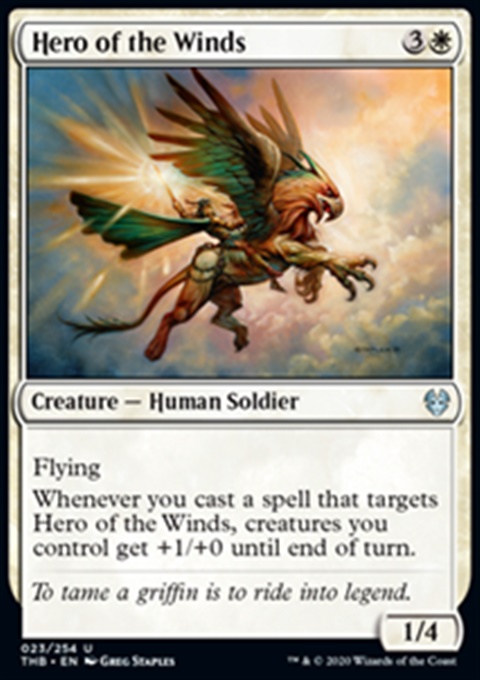 Hero of the Winds 3
Creature — Human Soldier
Flying
Whenever you cast a spell that targets
Hero of the Winds, creatures you
control get +1/+0 until end of turn.
To tame a griffin is to ride into legend.
1/4
023/254 U
THB • EN Greg Staples
™ & © 2020 Wizards of the Coast